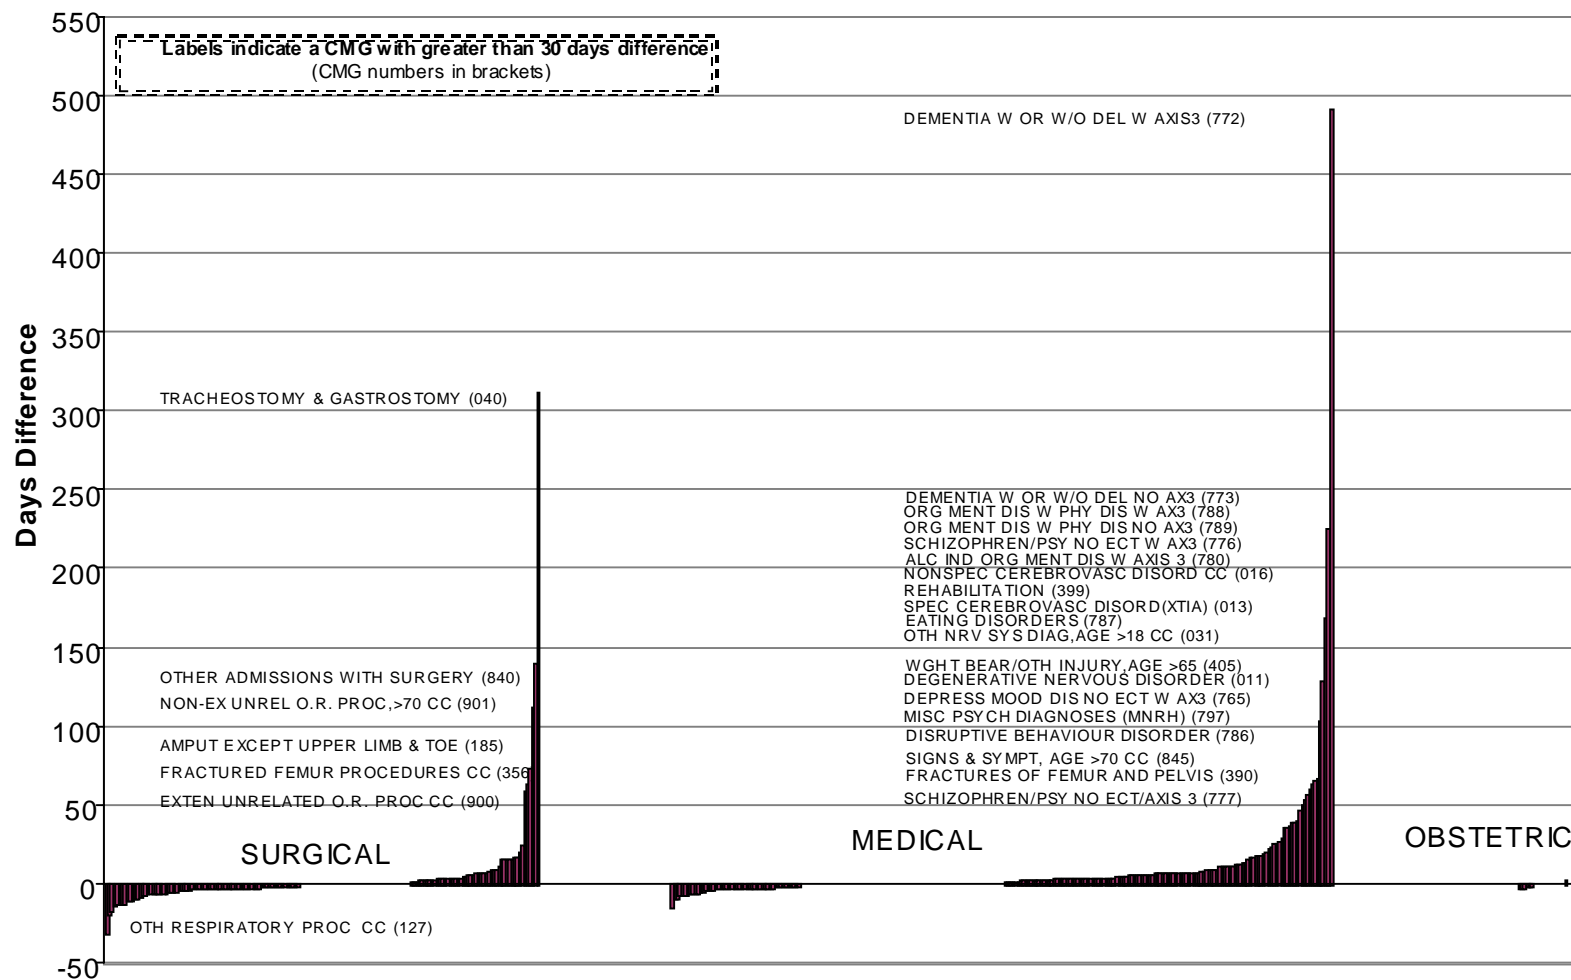 550
Labels indicate a CMG with greater than 30 days difference
(CMG numbers in brackets)
500
DEMENTIA W OR W/O DEL W AXIS3 (772)
450
400
350
Days Difference
TRACHEOSTOMY & GASTROSTOMY (040)
300
250
DEMENTIA W OR W/O DEL NO AX3 (773)
ORG MENT DIS W PHY DIS W AX3 (788)
ORG MENT DIS W PHY DIS NO AX3 (789)
SCHIZOPHREN/PSY NO ECT W AX3 (776)
ALC IND ORG MENT DIS W AXIS 3 (780)
200
NONSPEC CEREBROVASC DISORD CC (016)
REHABILITATION (399)
SPEC CEREBROVASC DISORD(XTIA) (013)
EATING DISORDERS (787)
OTH NRV SYS DIAG,AGE >18 CC (031)
150
WGHT BEAR/OTH INJURY,AGE >65 (405)
OTHER ADMISSIONS WITH SURGERY (840)
DEGENERATIVE NERVOUS DISORDER (011)
DEPRESS MOOD DIS NO ECT W AX3 (765)
NON-EX UNREL O.R. PROC,>70 CC (901)
MISC PSYCH DIAGNOSES (MNRH) (797)
100
DISRUPTIVE BEHAVIOUR DISORDER (786)
AMPUT EXCEPT UPPER LIMB & TOE (185)
SIGNS & SYMPT, AGE >70 CC (845)
FRACTURED FEMUR PROCEDURES CC (356
FRACTURES OF FEMUR AND PELVIS (390)
SCHIZOPHREN/PSY NO ECT/AXIS 3 (777)
EXTEN UNRELATED O.R. PROC CC (900)
50
SURGICAL
MEDICAL
OBSTETRIC
0
OTH RESPIRATORY PROC CC (127)
-50